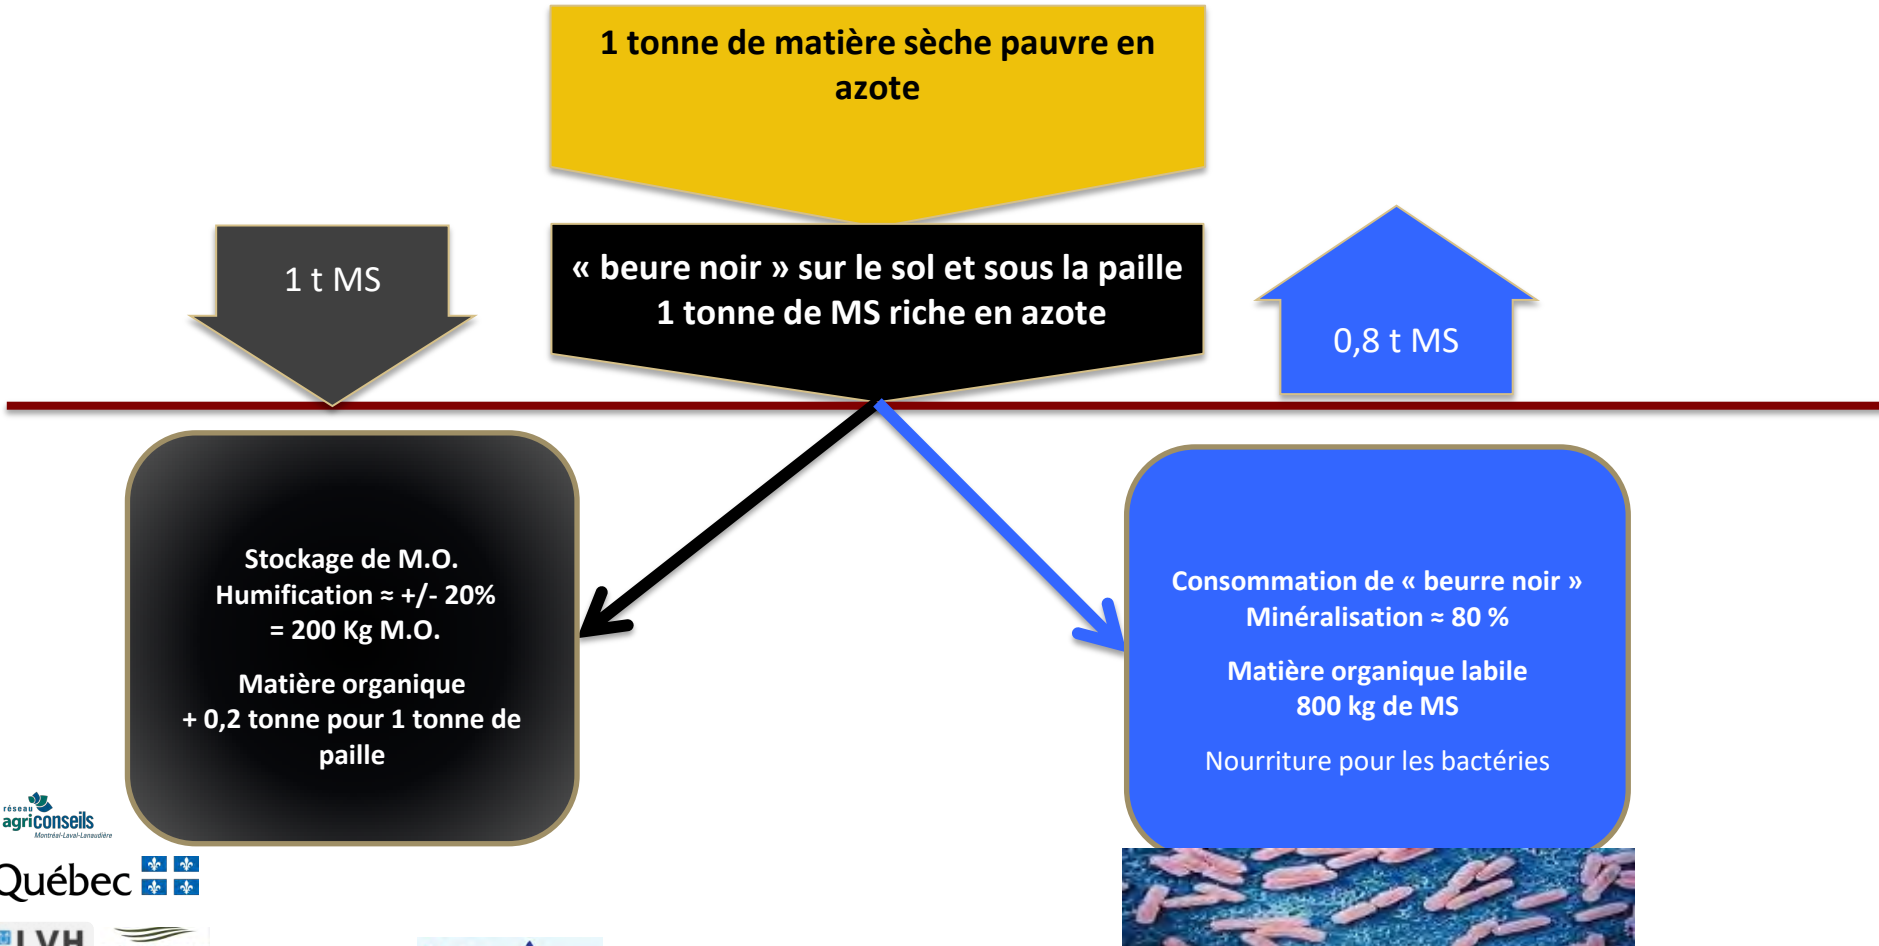 1 tonne de matière sèche pauvre en
azote
1 t MS
« beure noir » sur le sol et sous la paille
1 tonne de MS riche en azote
0,8 t MS
Stockage de M.O.
Humification ≈ +/- 20%
= 200 Kg M.O.
Matière organique
+ 0,2 tonne pour 1 tonne de
paille
Consommation de « beurre noir »
Minéralisation ≈ 80 %
Matière organique labile
800 kg de MS
Nourriture pour les bactéries
réseau
agriconseils
Montréal-Laval-Lanaudière
Québec
LVH